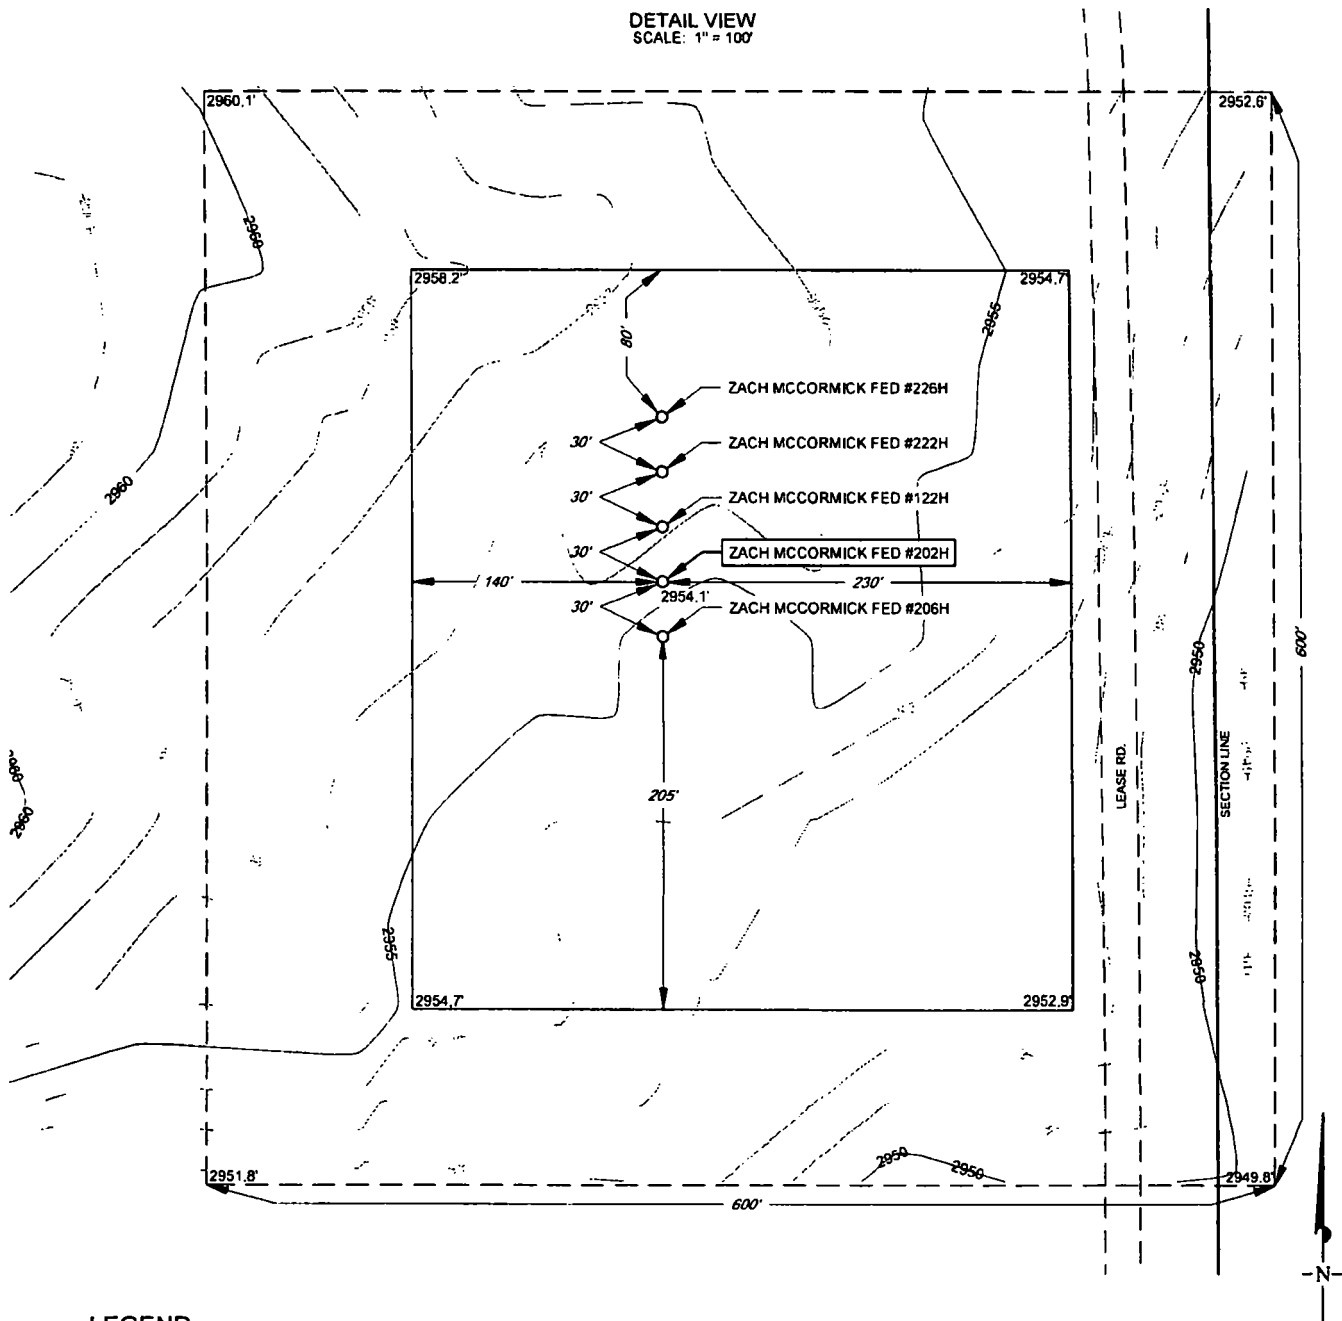 DETAIL VIEW
SCALE: 1" = 100'
2960.1'
2952.6'
2960
2958.2'
2954.7'
2955
80'
ZACH MCCORMICK FED #226H
30'
ZACH MCCORMICK FED #222H
30'
2960
ZACH MCCORMICK FED #122H
30'
ZACH MCCORMICK FED #202H
140'
230'
2954.1'
30'
ZACH MCCORMICK FED #206H
600'
2950
LEASE RD.
SECTION LINE
205'
2960
2955
2950
2954.7'
2952.9'
2950
2950
2951.8'
2949.8'
600'
-N-
LEGEND